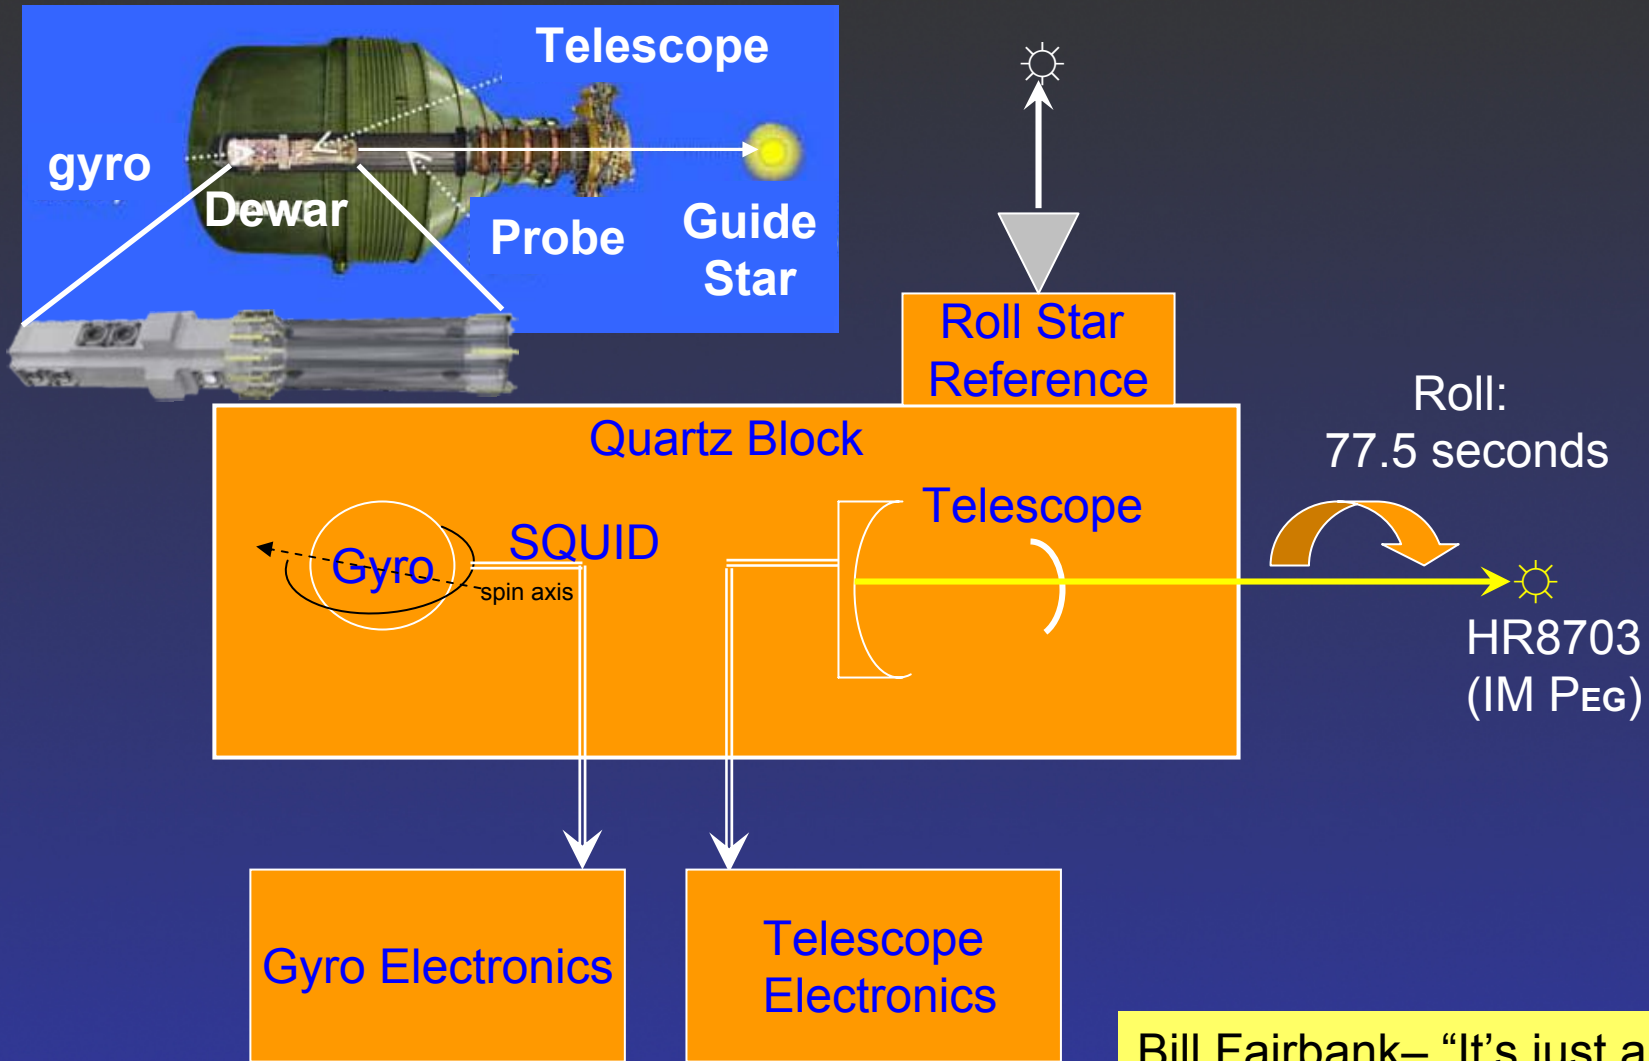 Telescope
gyro
Dewar
Probe
Guide
Star
Roll Star
Reference
Roll:
77.5 seconds
Quartz Block
Telescope
SQUID
Gyro
spin axis
HR8703
(IM PEG)
Gyro Electronics
Telescope
Electronics
Bill Fairbank– “It’s just a